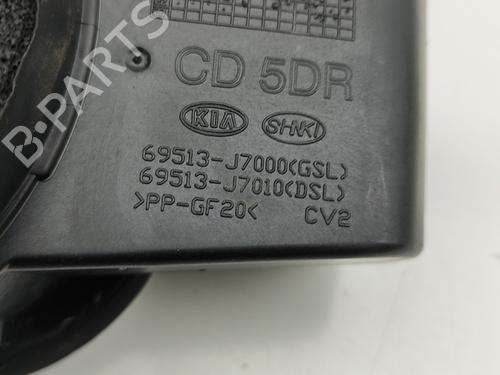 B-PARTS
CD 5DR
KIA SHKI
69513-J7000(GSL)
69513-J7010(DSL)
>PP-GF20< CV2